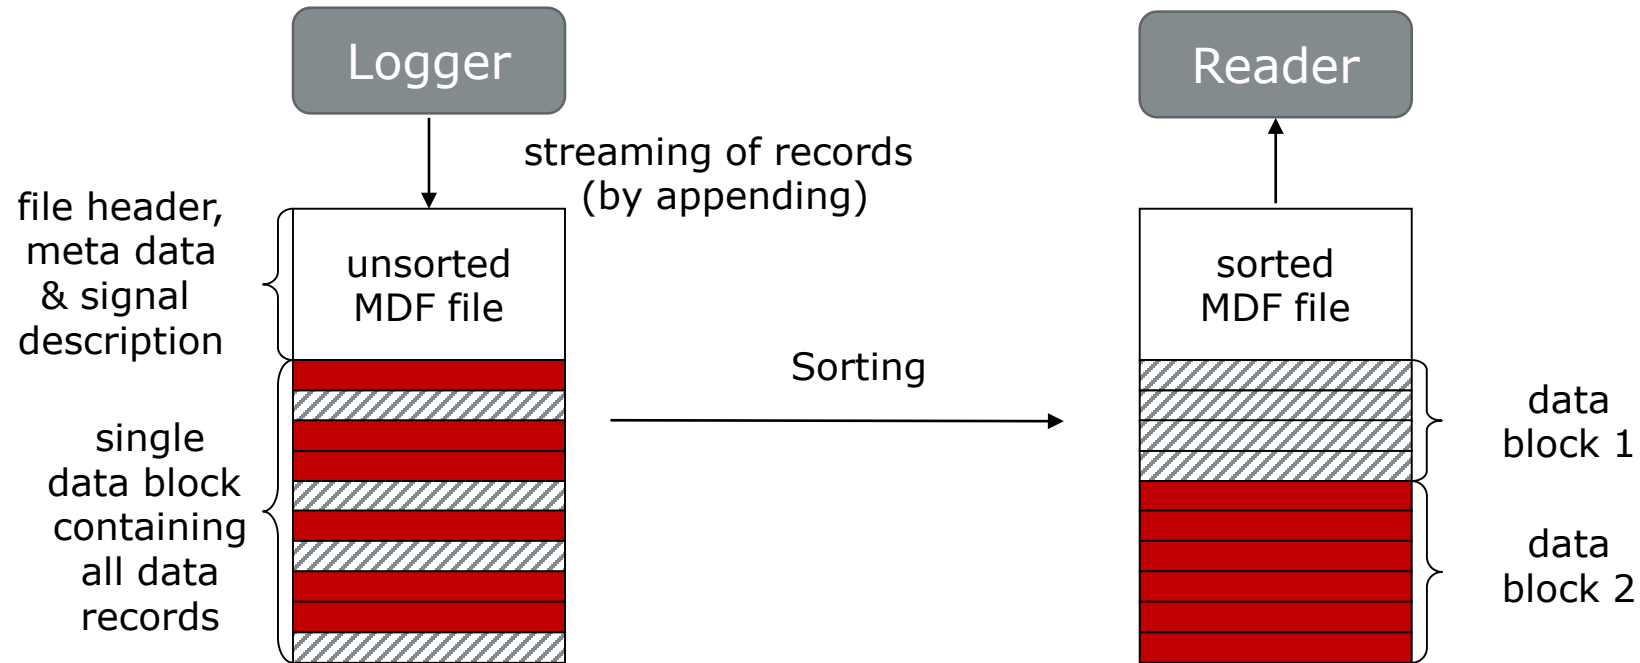 Logger
Reader
streaming of records
(by appending)
file header,
meta data
& signal
description
unsorted
MDF file
sorted
MDF file
Sorting
single
data block
containing
all data
records
data
block 1
data
block 2